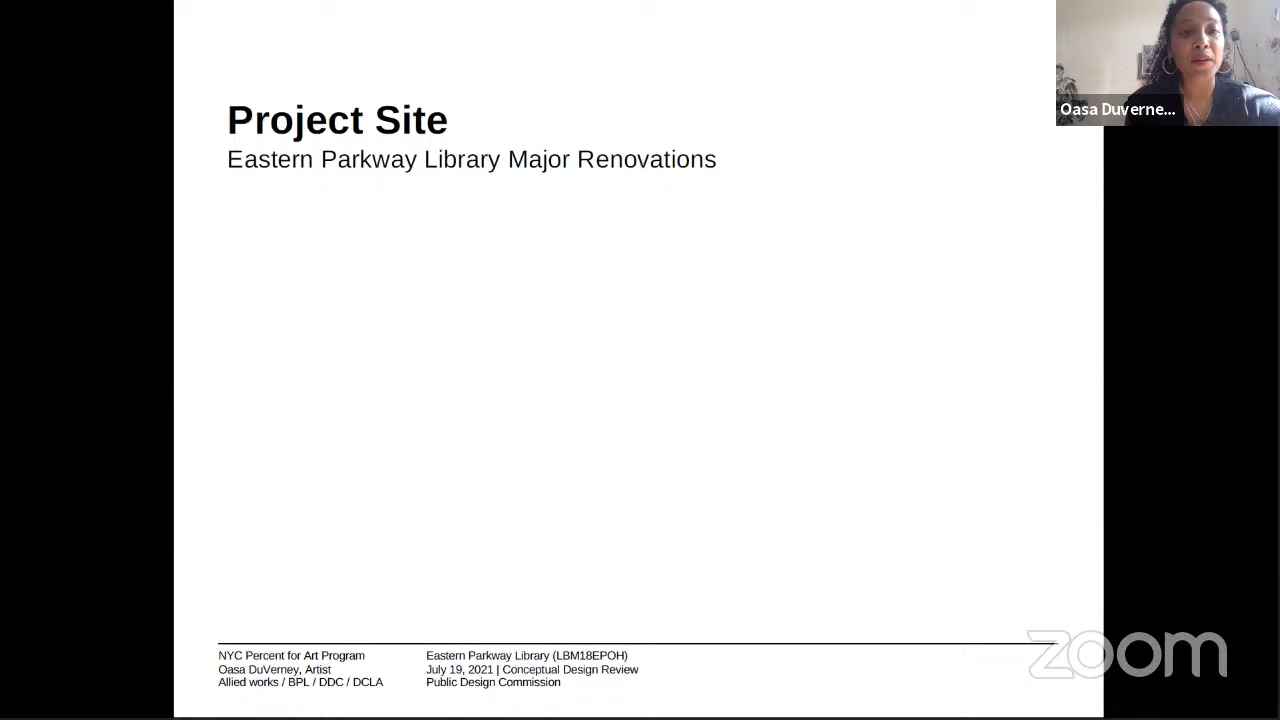 Project Site
Eastern Parkway Library Major Renovations
Oasa Duverne...
NYC Percent for Art Program
Oasa DuVerney, Artist
Allied works / BPL / DDC / DCLA
Eastern Parkway Library (LBM18EPOH)
July 19, 2021 | Conceptual Design Review
Public Design Commission
zoom